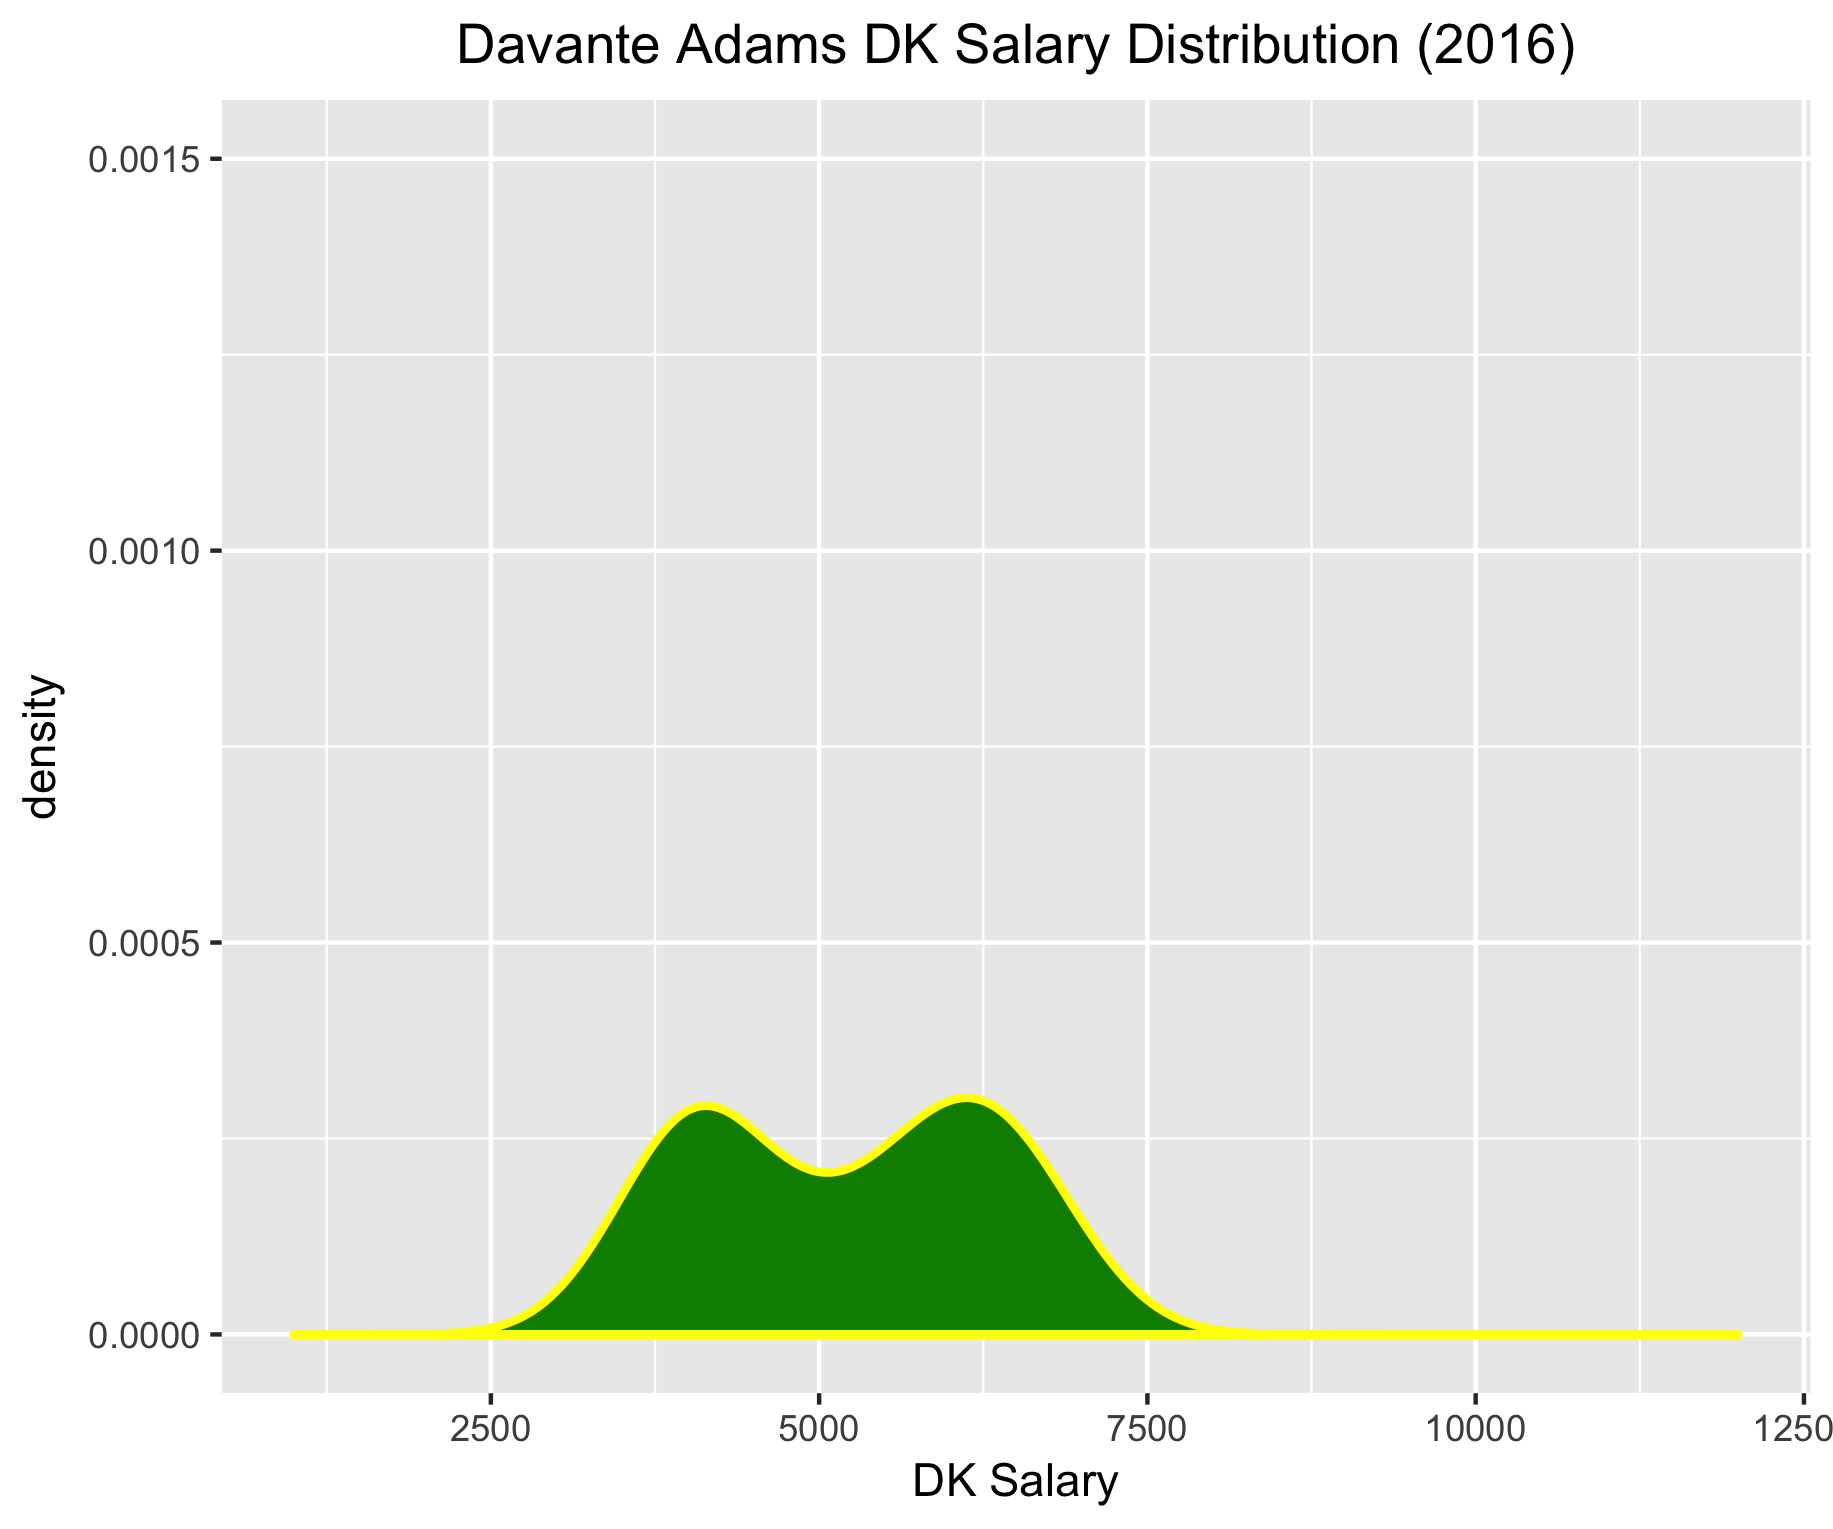 Davante Adams DK Salary Distribution (2016)
0.0015
0.0010
0.0005
0.0000
density
2500 5000 7500 10000 1250
DK Salary